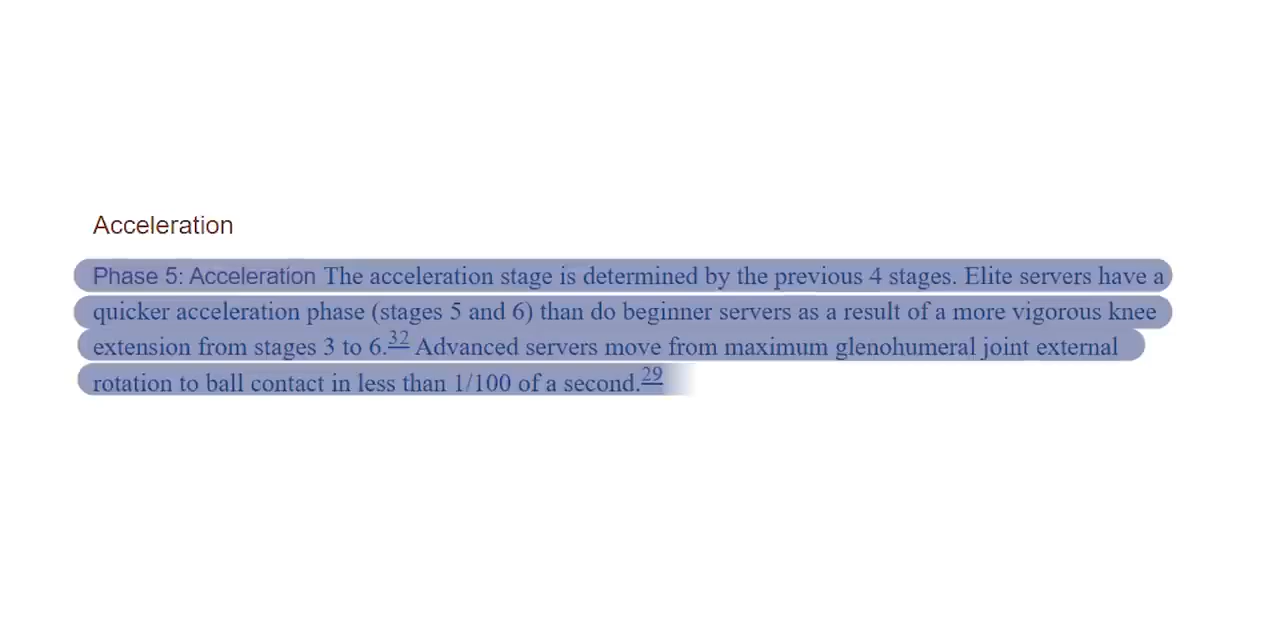 Acceleration
Phase 5: Acceleration The acceleration stage is determined by the previous 4 stages. Elite servers have a
quicker acceleration phase (stages 5 and 6) than do beginner servers as a result of a more vigorous knee
extension from stages 3 to 6.32 Advanced servers move from maximum glenohumeral joint external
rotation to ball contact in less than 1/100 of a second.29